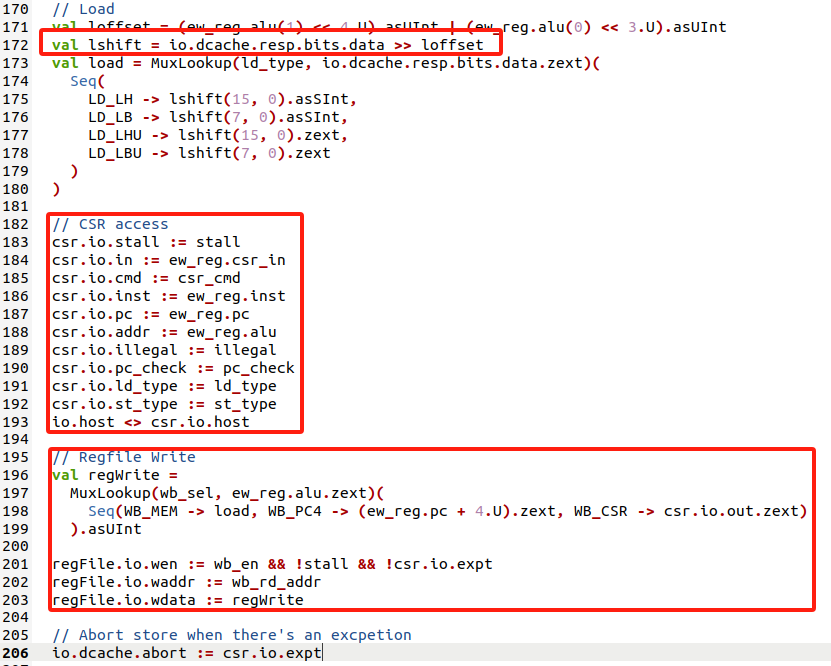 170 // Load
171 val loffset = (ew_reg.alu(1) << 4.U).asUInt | (ew_reg.alu(0) << 3.U).asUInt
172 val lshift = io.dcache.resp.bits.data >> loffset
173 val load = MuxLookup(ld_type, io.dcache.resp.bits.data.zext)(
174 Seq(
175 LD_LH -> lshift(15, 0).asSInt,
176 LD_LB -> lshift(7, 0).asSInt,
177 LD_LHU -> lshift(15, 0).zext,
178 LD_LBU -> lshift(7, 0).zext
179 )
180 )
181
182 // CSR access
183 csr.io.stall := stall
184 csr.io.in := ew_reg.csr_in
185 csr.io.cmd := csr_cmd
186 csr.io.inst := ew_reg.inst
187 csr.io.pc := ew_reg.pc
188 csr.io.addr := ew_reg.alu
189 csr.io.illegal := illegal
190 csr.io.pc_check := pc_check
191 csr.io.ld_type := ld_type
192 csr.io.st_type := st_type
193 io.host <> csr.io.host
194
195 // Regfile Write
196 val regWrite =
197 MuxLookup(wb_sel, ew_reg.alu.zext)(
198 Seq(WB_MEM -> load, WB_PC4 -> (ew_reg.pc + 4.U).zext, WB_CSR -> csr.io.out.zext)
199 ).asUInt
200
201 regFile.io.wen := wb_en && !stall && !csr.io.expt
202 regFile.io.waddr := wb_rd_addr
203 regFile.io.wdata := regWrite
204
205 // Abort store when there's an excpetion
206 io.dcache.abort := csr.io.expt